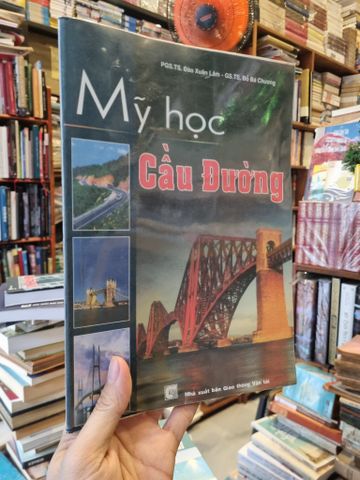 PGS.TS. Đào Xuân Lâm - GS.TS. Đỗ Bá Chương
Mỹ học
Cầu Đường
Nhà xuất bản Giao thông Vận tải